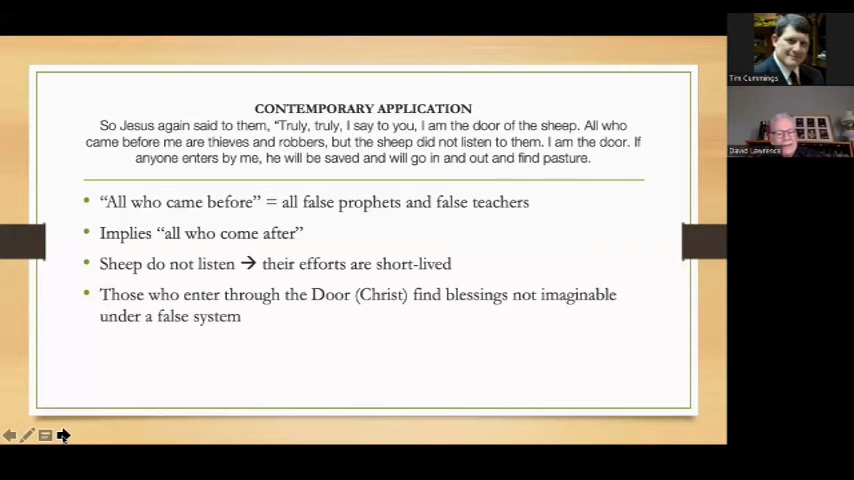 CONTEMPORARY APPLICATION
So Jesus again said to them, “Truly, truly, I say to you, I am the door of the sheep. All who
came before me are thieves and robbers, but the sheep did not listen to them. I am the door. If
anyone enters by me, he will be saved and will go in and out and find pasture.
• “All who came before” = all false prophets and false teachers
• Implies “all who come after”
• Sheep do not listen → their efforts are short-lived
• Those who enter through the Door (Christ) find blessings not imaginable
under a false system
Tim Cummings
David Lawrence